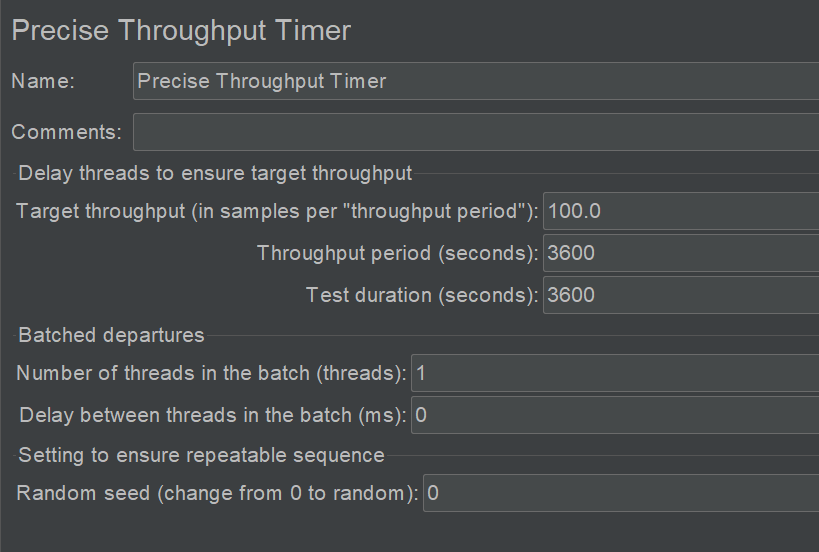 Precise Throughput Timer
Name: Precise Throughput Timer
Comments:
Delay threads to ensure target throughput
Target throughput (in samples per "throughput period"): 100.0
Throughput period (seconds): 3600
Test duration (seconds): 3600
Batched departures
Number of threads in the batch (threads): 1
Delay between threads in the batch (ms): 0
Setting to ensure repeatable sequence
Random seed (change from 0 to random): 0